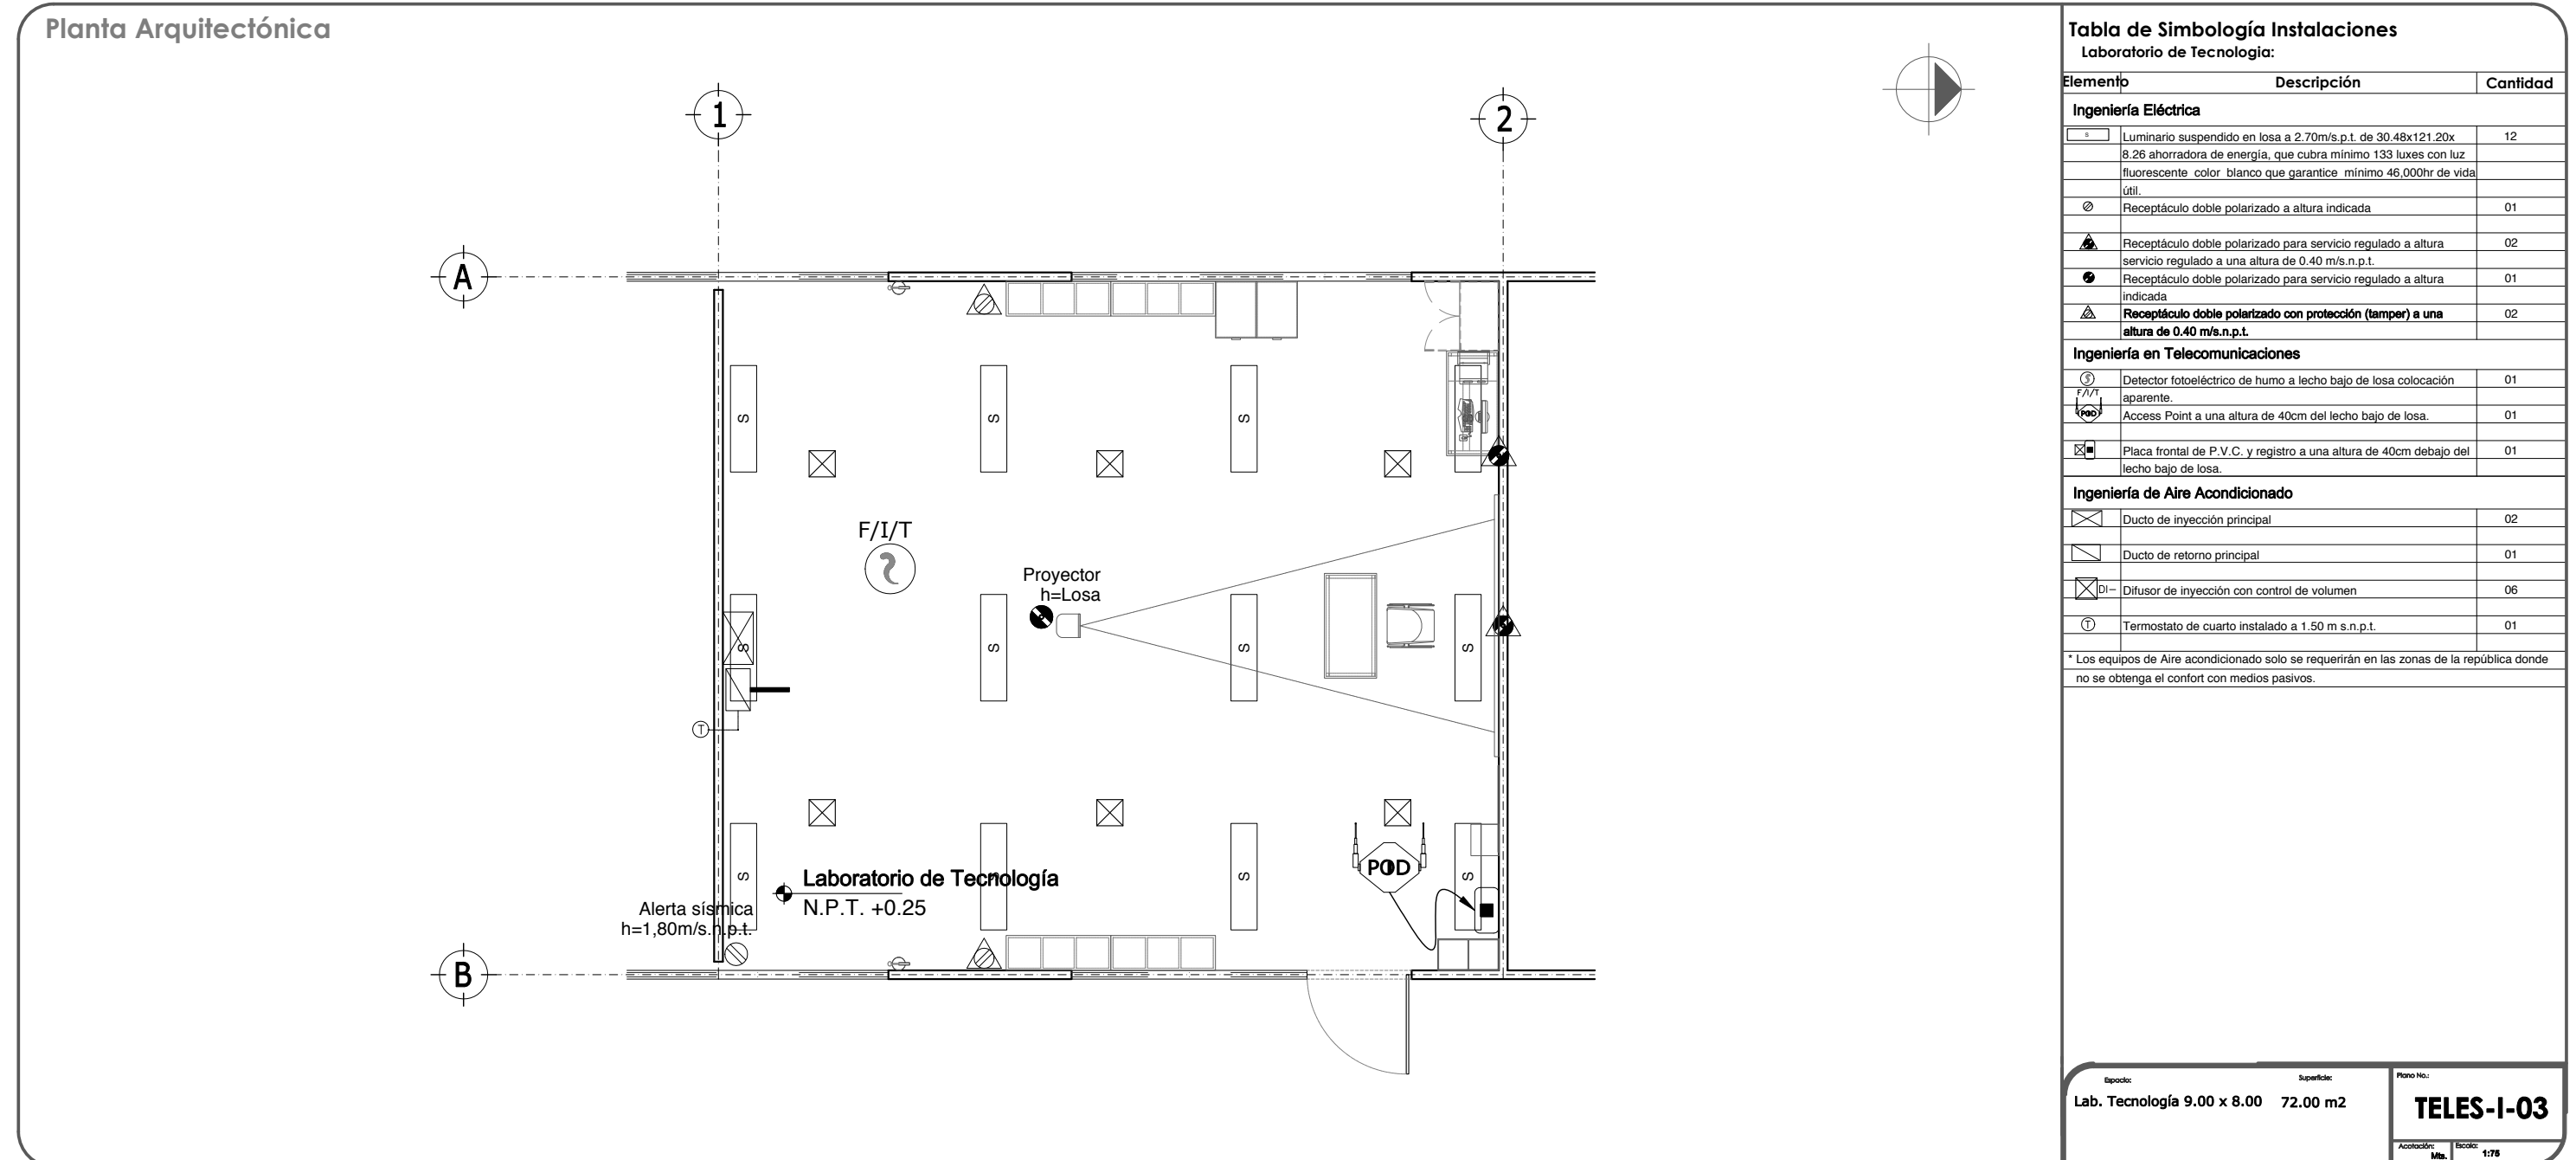 Planta Arquitectónica
1
2
A
B
S
S
S
F/I/T
Proyector
h=Losa
S
S
S
S
POD
S
S
S
S
Laboratorio de Tecnología
N.P.T. +0.25
Alerta sísmica
h=1,80m/s.n.p.t.
T
Tabla de Simbología Instalaciones
Laboratorio de Tecnologia:
Elemento Descripción Cantidad
Ingeniería Eléctrica
S Luminario suspendido en losa a 2.70m/s.p.t. de 30.48x121.20x 12
8.26 ahorradora de energía, que cubra mínimo 133 luxes con luz
fluorescente color blanco que garantice mínimo 46,000hr de vida
útil.
Receptáculo doble polarizado a altura indicada 01
Receptáculo doble polarizado para servicio regulado a altura 02
servicio regulado a una altura de 0.40 m/s.n.p.t.
Receptáculo doble polarizado para servicio regulado a altura 01
indicada
Receptáculo doble polarizado con protección (tamper) a una 02
altura de 0.40 m/s.n.p.t.
Ingeniería en Telecomunicaciones
Detector fotoeléctrico de humo a lecho bajo de losa colocación 01
F/I/T aparente.
POD Access Point a una altura de 40cm del lecho bajo de losa. 01
Placa frontal de P.V.C. y registro a una altura de 40cm debajo del 01
lecho bajo de losa.
Ingeniería de Aire Acondicionado
Ducto de inyección principal 02
Ducto de retorno principal 01
DI– Difusor de inyección con control de volumen 06
T Termostato de cuarto instalado a 1.50 m s.n.p.t. 01
* Los equipos de Aire acondicionado solo se requerirán en las zonas de la república donde
no se obtenga el confort con medios pasivos.
Espacio: Superficie: Plano No.:
Lab. Tecnología 9.00 x 8.00 72.00 m2 TELES-I-03
Acotación: Escala:
Mts. 1:75